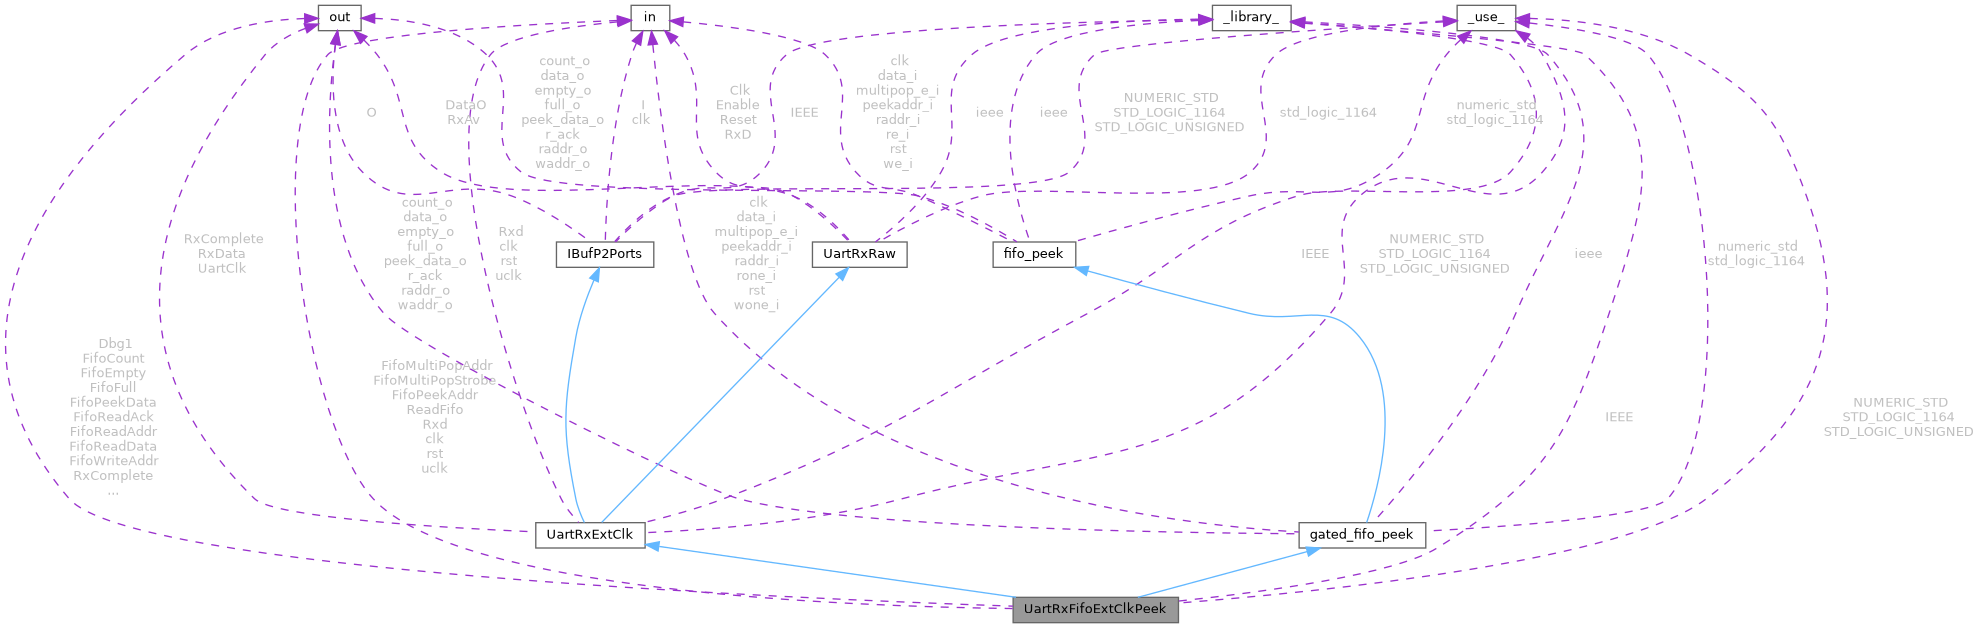 out
in
_library_
_use_
O
DataO
RxAv
count_o
data_o
empty_o
full_o
peek_data_o
r_ack
raddr_o
waddr_o
I
clk
Clk
Enable
Reset
RxD
IEEE
clk
data_i
multipop_e_i
peekaddr_i
raddr_i
re_i
rst
we_i
ieee
ieee
NUMERIC_STD
STD_LOGIC_1164
STD_LOGIC_UNSIGNED
std_logic_1164
numeric_std
std_logic_1164
RxComplete
RxData
UartClk
count_o
data_o
empty_o
full_o
peek_data_o
r_ack
raddr_o
waddr_o
Rxd
clk
rst
uclk
IBufP2Ports
clk
data_i
multipop_e_i
peekaddr_i
raddr_i
rone_i
rst
wone_i
UartRxRaw
fifo_peek
IEEE
NUMERIC_STD
STD_LOGIC_1164
STD_LOGIC_UNSIGNED
ieee
numeric_std
std_logic_1164
Dbg1
FifoCount
FifoEmpty
FifoFull
FifoPeekData
FifoReadAck
FifoReadAddr
FifoReadData
FifoWriteAddr
RxComplete
...
FifoMultiPopAddr
FifoMultiPopStrobe
FifoPeekAddr
ReadFifo
Rxd
clk
rst
uclk
IEEE
NUMERIC_STD
STD_LOGIC_1164
STD_LOGIC_UNSIGNED
UartRxExtClk
gated_fifo_peek
UartRxFifoExtClkPeek